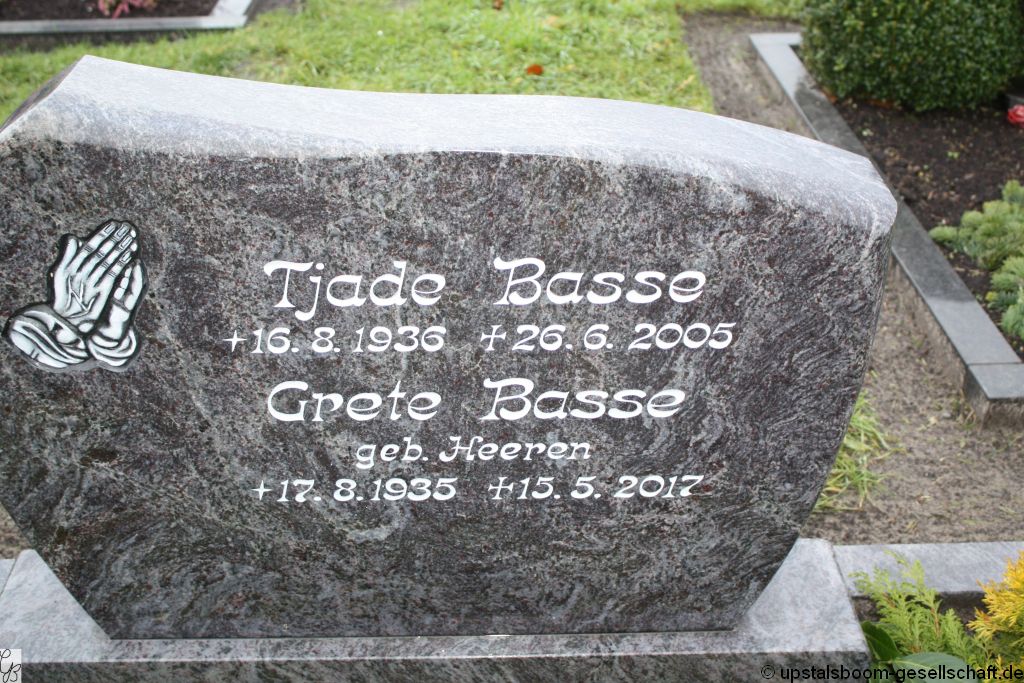 Tjade Basse
+16.8.1936 ✝26.6.2005
Grete Basse
geb. Heeren
+17.8.1935 ✝15.5.2017
© upstalsboom-gesellschaft.de